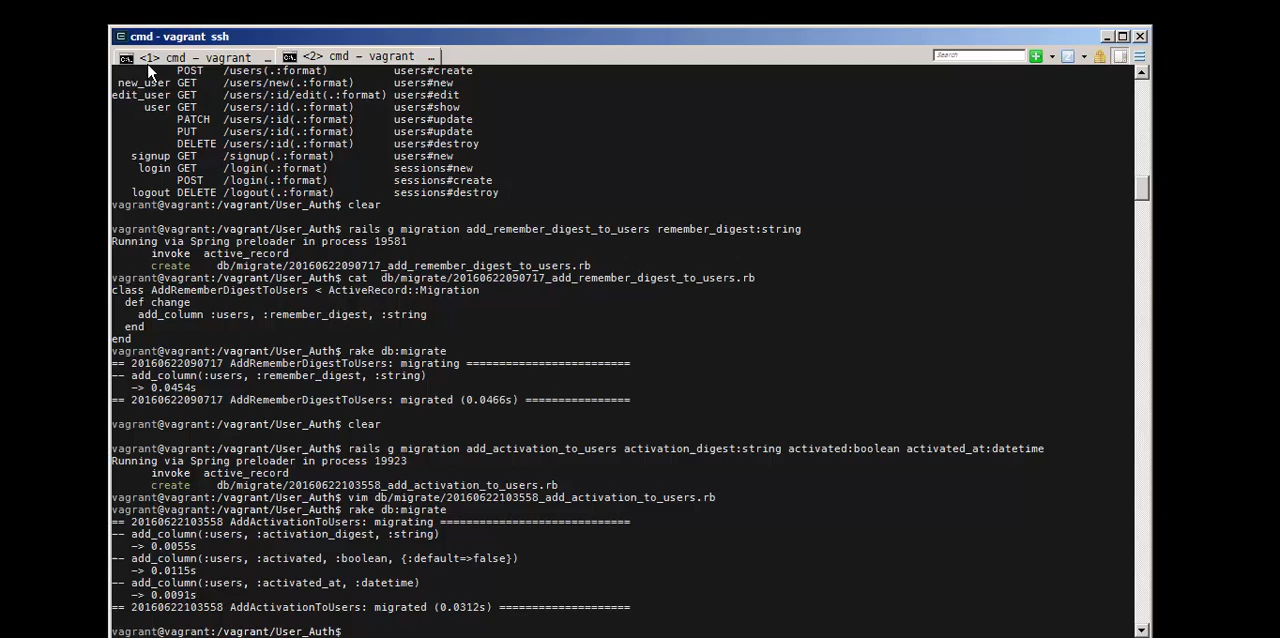 cmd - vagrant  ssh
<1> cmd - vagrant  …
<2> cmd - vagrant  …
Search
POST   /users(.:format)          users#create
new_user GET    /users/new(.:format)      users#new
edit_user GET    /users/:id/edit(.:format) users#edit
user GET    /users/:id(.:format)      users#show
PATCH  /users/:id(.:format)      users#update
PUT    /users/:id(.:format)      users#update
DELETE /users/:id(.:format)      users#destroy
signup GET    /signup(.:format)         users#new
login GET    /login(.:format)          sessions#new
POST   /login(.:format)          sessions#create
logout DELETE /logout(.:format)         sessions#destroy
vagrant@vagrant:/vagrant/User_Auth$ clear
vagrant@vagrant:/vagrant/User_Auth$ rails g migration add_remember_digest_to_users remember_digest:string
Running via Spring preloader in process 19581
invoke  active_record
create    db/migrate/20160622090717_add_remember_digest_to_users.rb
vagrant@vagrant:/vagrant/User_Auth$ cat  db/migrate/20160622090717_add_remember_digest_to_users.rb
class AddRememberDigestToUsers < ActiveRecord::Migration
def change
add_column :users, :remember_digest, :string
end
end
vagrant@vagrant:/vagrant/User_Auth$ rake db:migrate
== 20160622090717 AddRememberDigestToUsers: migrating =========================
-- add_column(:users, :remember_digest, :string)
-> 0.0454s
== 20160622090717 AddRememberDigestToUsers: migrated (0.0466s) ================
vagrant@vagrant:/vagrant/User_Auth$ clear
vagrant@vagrant:/vagrant/User_Auth$ rails g migration add_activation_to_users activation_digest:string activated:boolean activated_at:datetime
Running via Spring preloader in process 19923
invoke  active_record
create    db/migrate/20160622103558_add_activation_to_users.rb
vagrant@vagrant:/vagrant/User_Auth$ vim db/migrate/20160622103558_add_activation_to_users.rb
vagrant@vagrant:/vagrant/User_Auth$ rake db:migrate
== 20160622103558 AddActivationToUsers: migrating =============================
-- add_column(:users, :activation_digest, :string)
-> 0.0055s
-- add_column(:users, :activated, :boolean, {:default=>false})
-> 0.0115s
-- add_column(:users, :activated_at, :datetime)
-> 0.0091s
== 20160622103558 AddActivationToUsers: migrated (0.0312s) ====================
vagrant@vagrant:/vagrant/User_Auth$